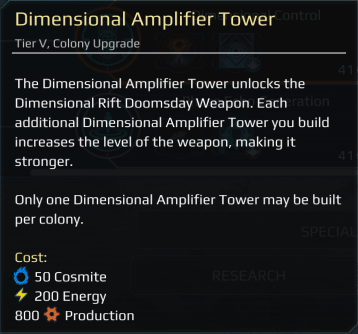 Dimensional Amplifier Tower
Tier V, Colony Upgrade
The Dimensional Amplifier Tower unlocks the
Dimensional Rift Doomsday Weapon. Each
additional Dimensional Amplifier Tower you build
increases the level of the weapon, making it
stronger.
Only one Dimensional Amplifier Tower may be built
per colony.
SPECIAL
Cost:
50 Cosmite
RESEARCH
200 Energy
800 Production